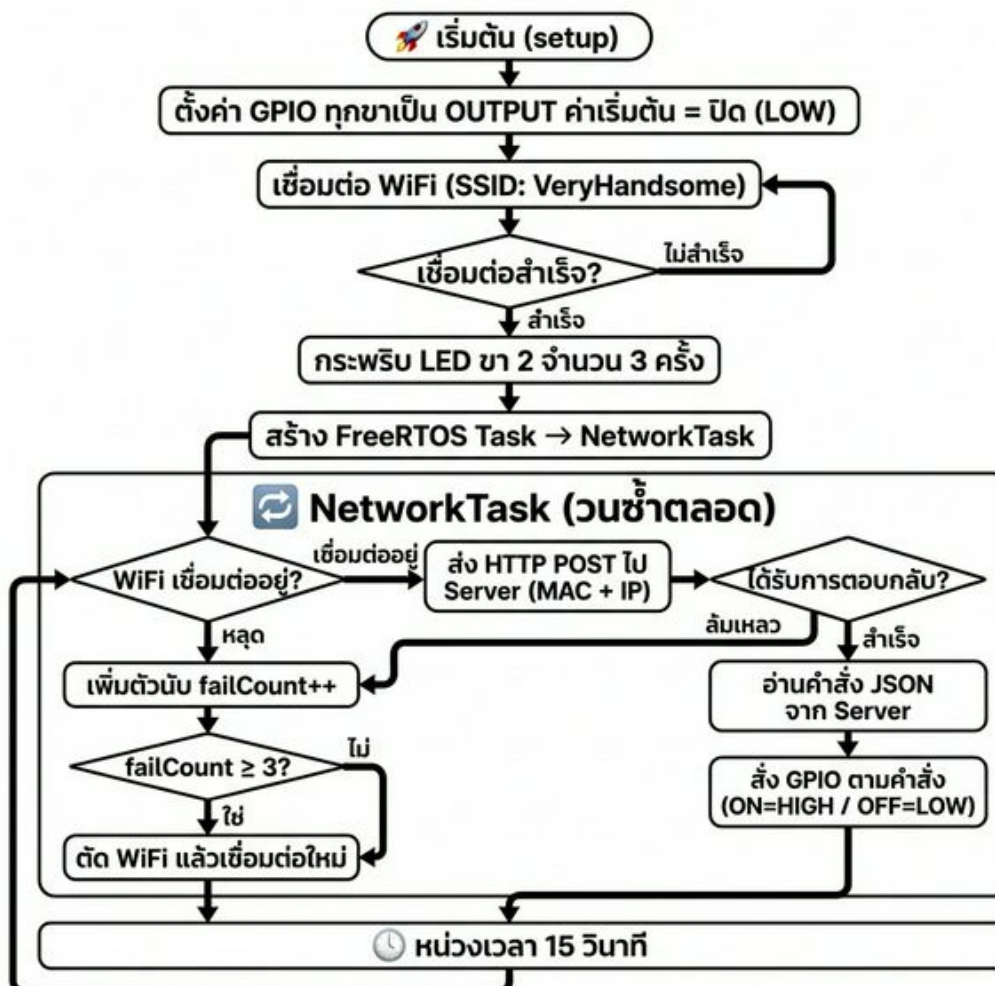 🚀 เริ่มต้น (setup)
ตั้งค่า GPIO ทุกขาเป็น OUTPUT ค่าเริ่มต้น = ปิด (LOW)
เชื่อมต่อ WiFi (SSID: VeryHandsome)
เชื่อมต่อสำเร็จ?
ไม่สำเร็จ
สำเร็จ
กระพริบ LED ขา 2 จำนวน 3 ครั้ง
สร้าง FreeRTOS Task → NetworkTask
🔁 NetworkTask (วนซ้ำตลอด)
WiFi เชื่อมต่ออยู่?
เชื่อมต่ออยู่
ส่ง HTTP POST ไป
Server (MAC + IP)
ได้รับการตอบกลับ?
หลุด
ล้มเหลว
สำเร็จ
เพิ่มตัวนับ failCount++
อ่านคำสั่ง JSON
จาก Server
failCount ≥ 3?
ไม่
ใช่
สั่ง GPIO ตามคำสั่ง
(ON=HIGH / OFF=LOW)
ตัด WiFi แล้วเชื่อมต่อใหม่
🕓 หน่วงเวลา 15 วินาที